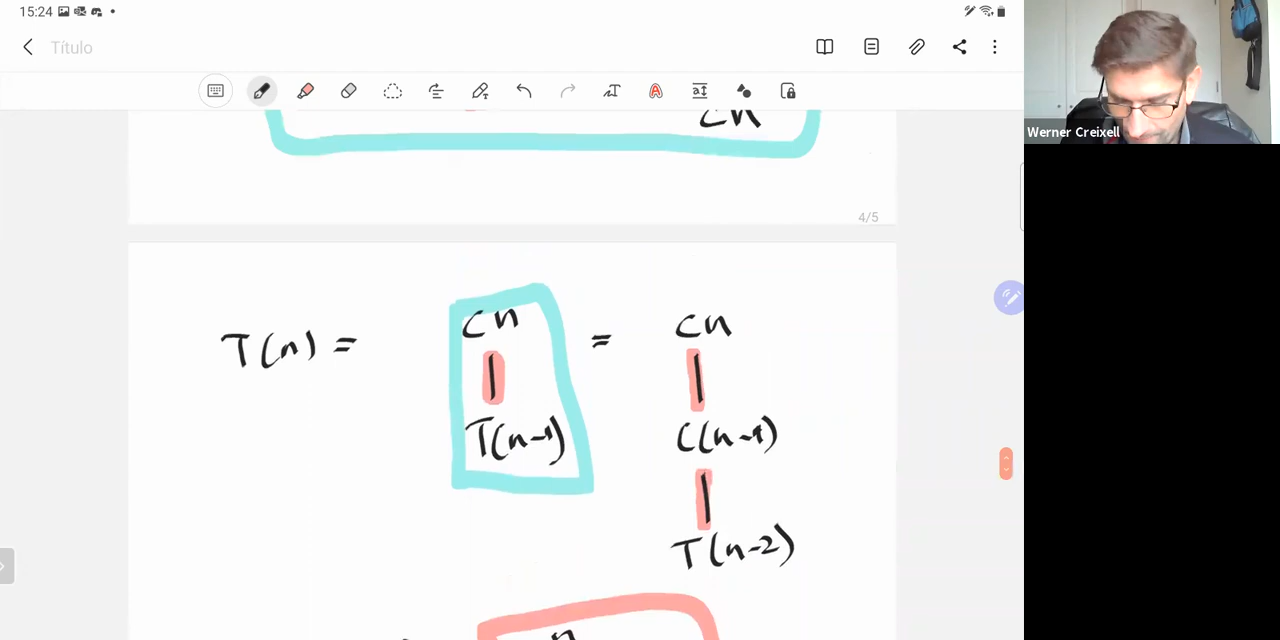 15:24
Título
Cn
4/5
T(n) = Cn = Cn
T(n-1) C(n-1)
T(n-2)
n
Werner Creixell